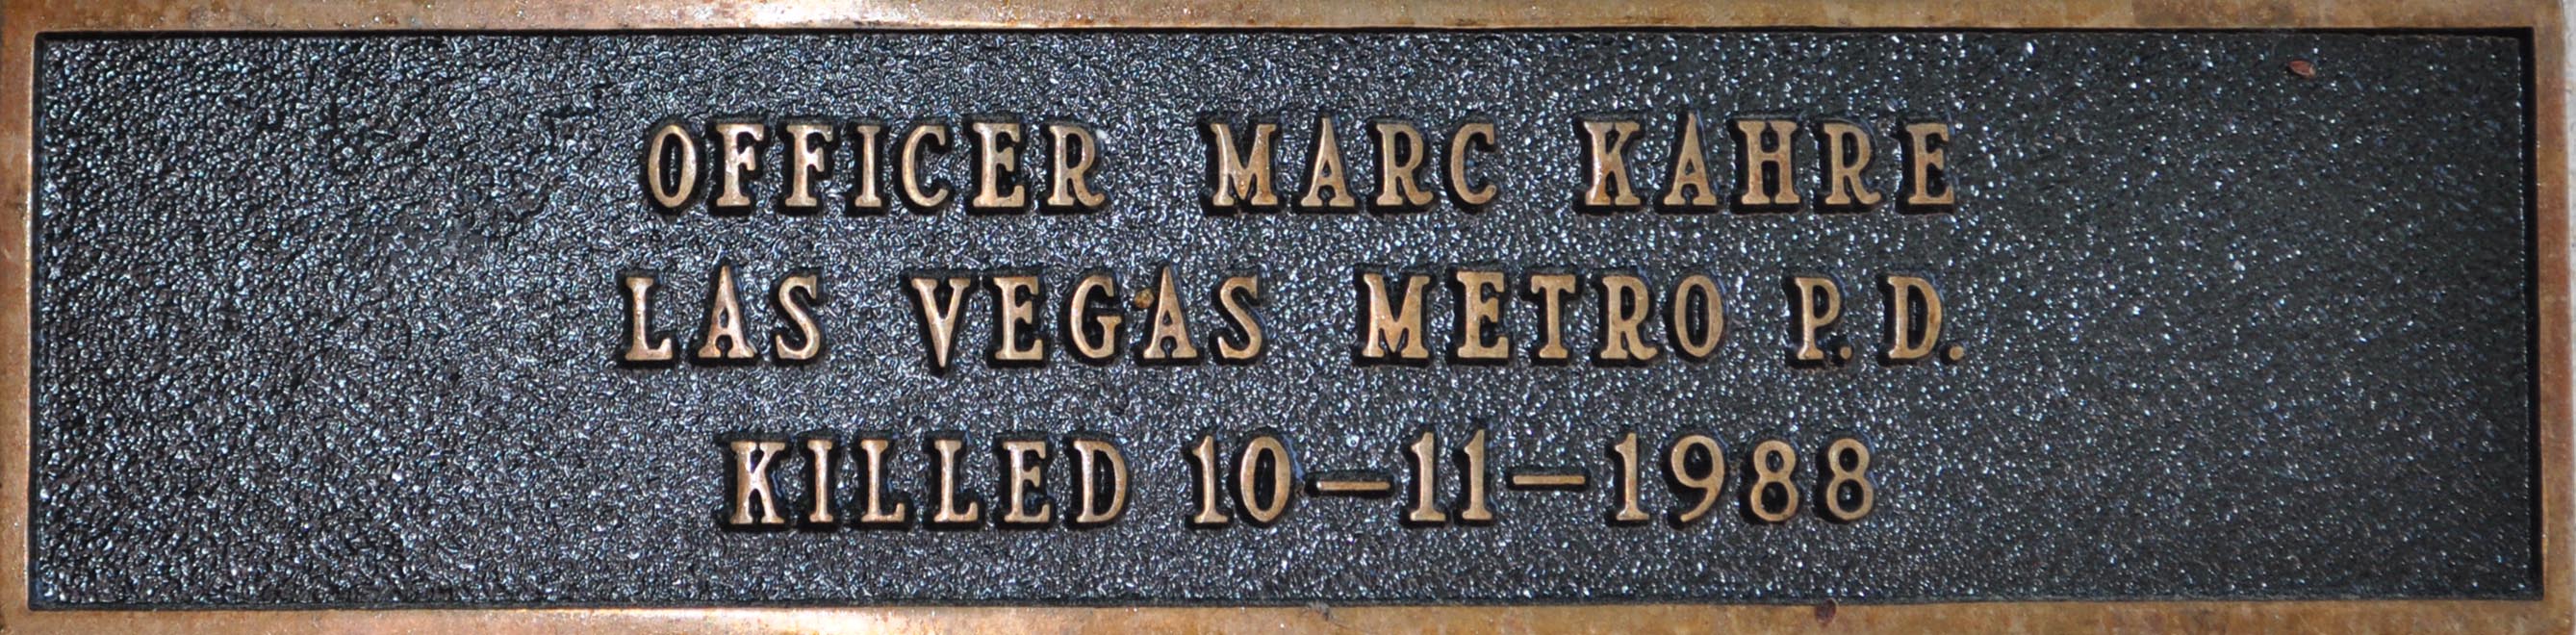 OFFICER MARC KAHRE
LAS VEGAS METRO P.D.
KILLED 10-11-1988